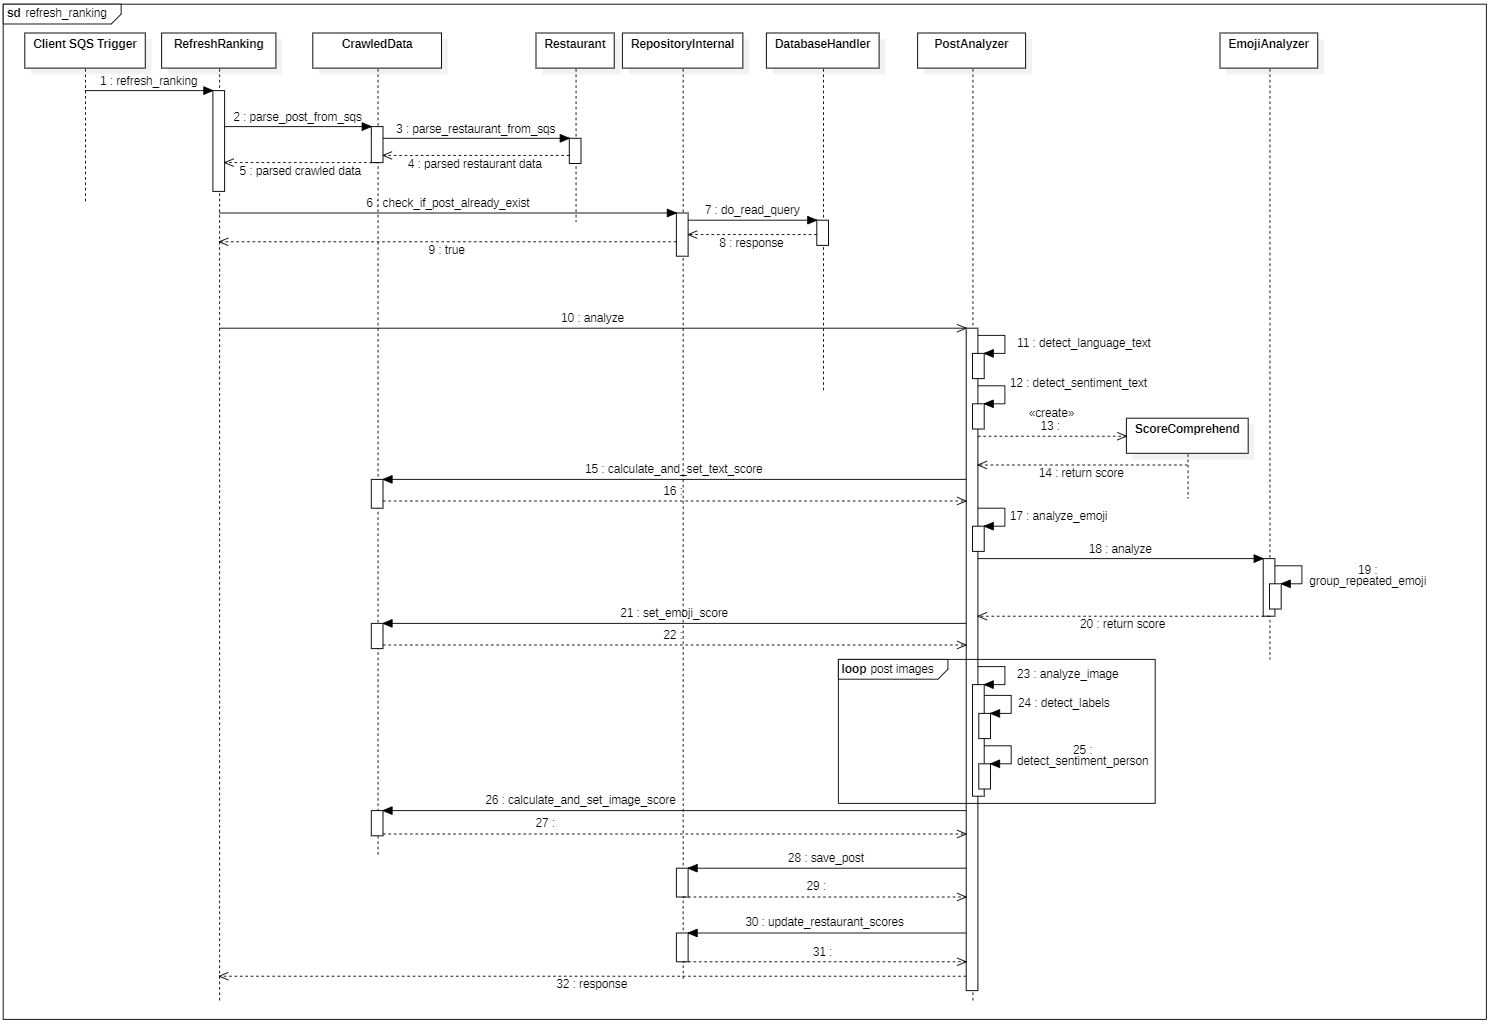 sd refresh_ranking
Client SQS Trigger
RefreshRanking
CrawledData
Restaurant
RepositoryInternal
DatabaseHandler
PostAnalyzer
EmojiAnalyzer
1 : refresh_ranking
2 : parse_post_from_sqs
3 : parse_restaurant_from_sqs
4 : parsed restaurant data
5 : parsed crawled data
6 : check_if_post_already_exist
7 : do_read_query
8 : response
9 : true
10 : analyze
11 : detect_language_text
12 : detect_sentiment_text
«create»
13 :
ScoreComprehend
14 : return score
15 : calculate_and_set_text_score
16 :
17 : analyze_emoji
18 : analyze
19 :
group_repeated_emoji
20 : return score
21 : set_emoji_score
22 :
loop post images
23 : analyze_image
24 : detect_labels
25 :
detect_sentiment_person
26 : calculate_and_set_image_score
27 :
28 : save_post
29 :
30 : update_restaurant_scores
31 :
32 : response